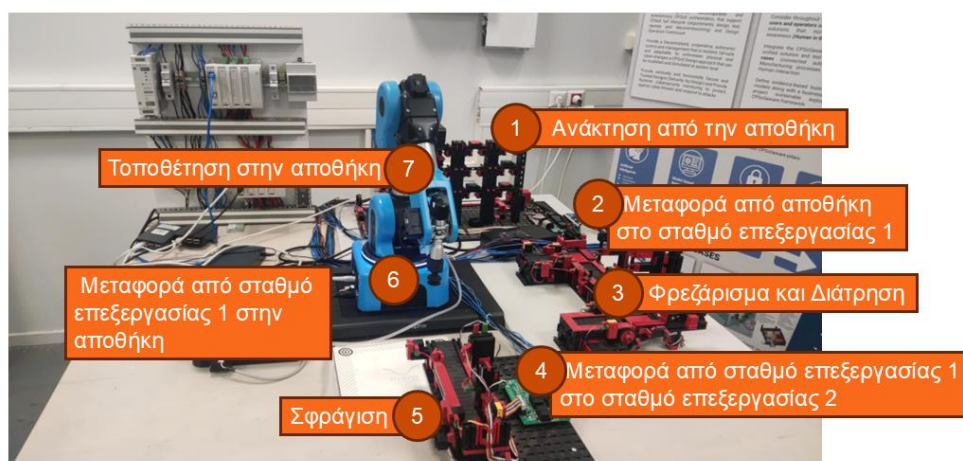 1 Ανάκτηση από την αποθήκη
Τοποθέτηση στην αποθήκη 7
2 Μεταφορά από αποθήκη
στο σταθμό επεξεργασίας 1
6
Μεταφορά από σταθμό
επεξεργασίας 1 στην
αποθήκη
3 Φρεζάρισμα και Διάτρηση
4 Μεταφορά από σταθμό επεξεργασίας 1
στο σταθμό επεξεργασίας 2
Σφράγιση 5